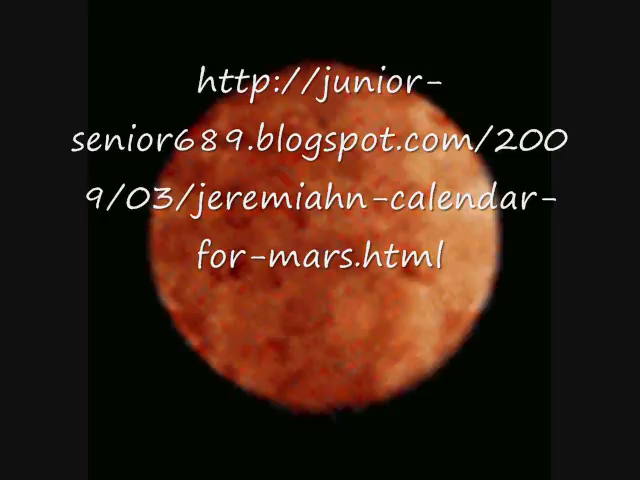 http://junior-
senior689.blogspot.com/200
9/03/jeremiahn-calendar-
for-mars.html